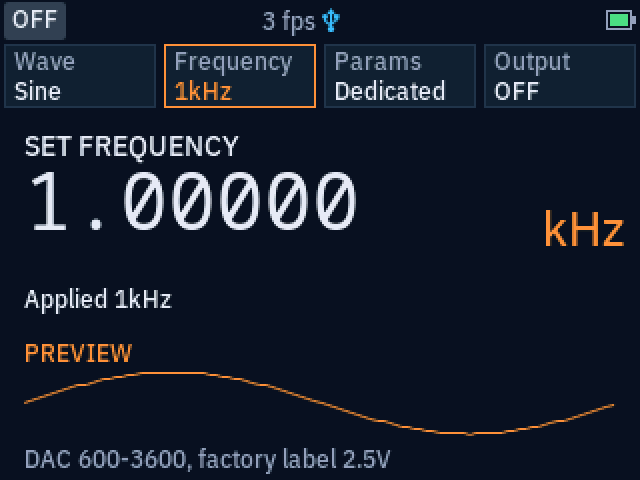 OFF 3 fps
Wave Frequency Params Output
Sine 1kHz Dedicated OFF
SET FREQUENCY
1.00000 kHz
Applied 1kHz
PREVIEW
DAC 600-3600, factory label 2.5V